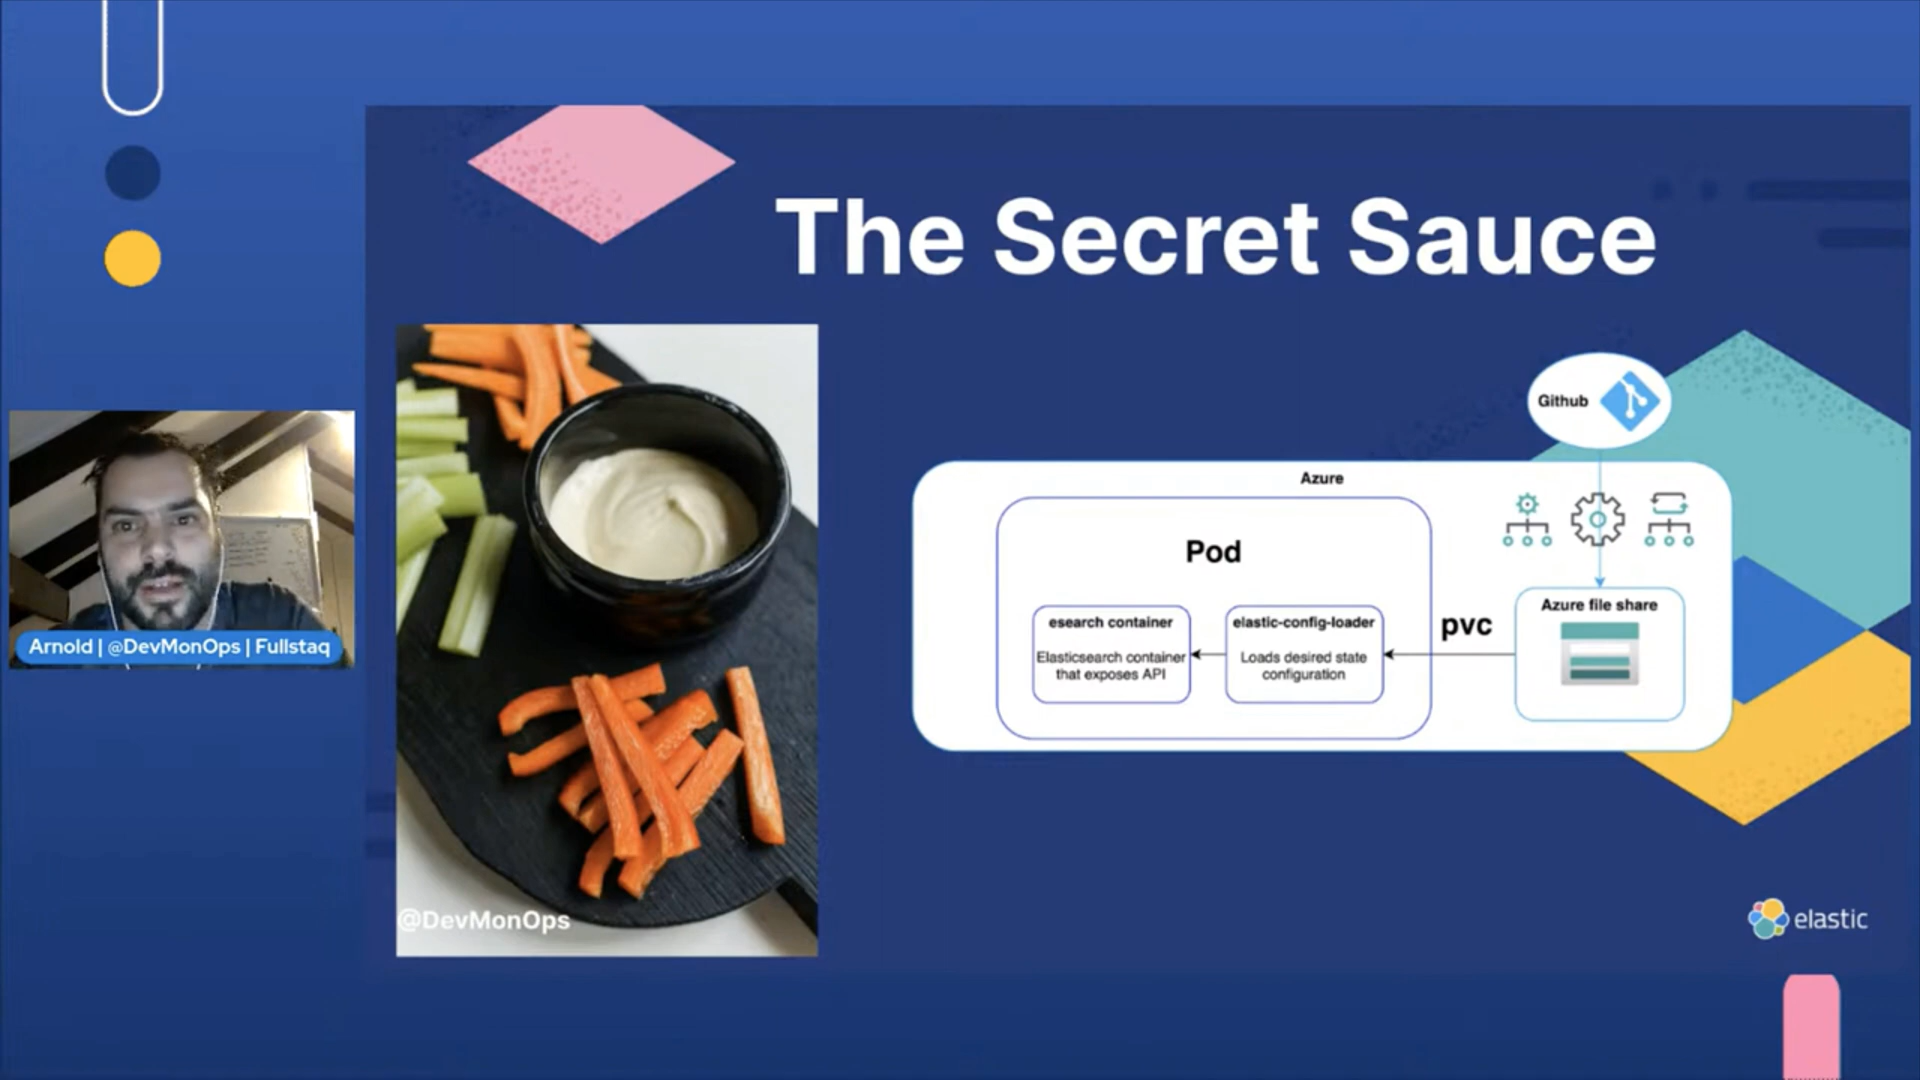 The Secret Sauce
Github
Azure
Pod
esearch container
Elasticsearch container
that exposes API
elastic-config-loader
Loads desired state
configuration
pvc
Azure file share
Arnold | @DevMonOps | Fullstaq
@DevMonOps
elastic